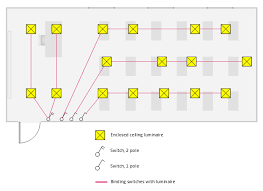 Enclosed ceiling luminaire
Switch, 2 pole
Switch, 1 pole
Binding switches with luminaire